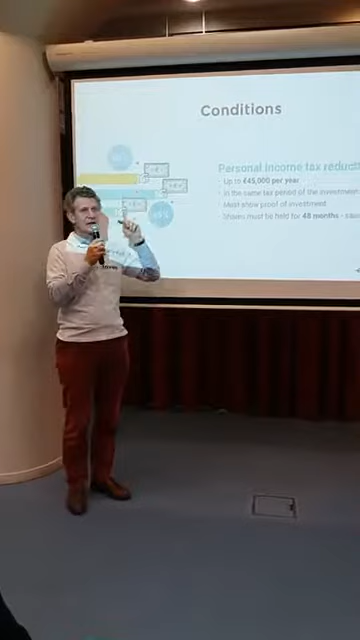 Conditions
Personal income tax reduct
- Up to €45,000 per year
- In the same tax period of the investment
- Must show proof of investment
- Shares must be held for 48 months -